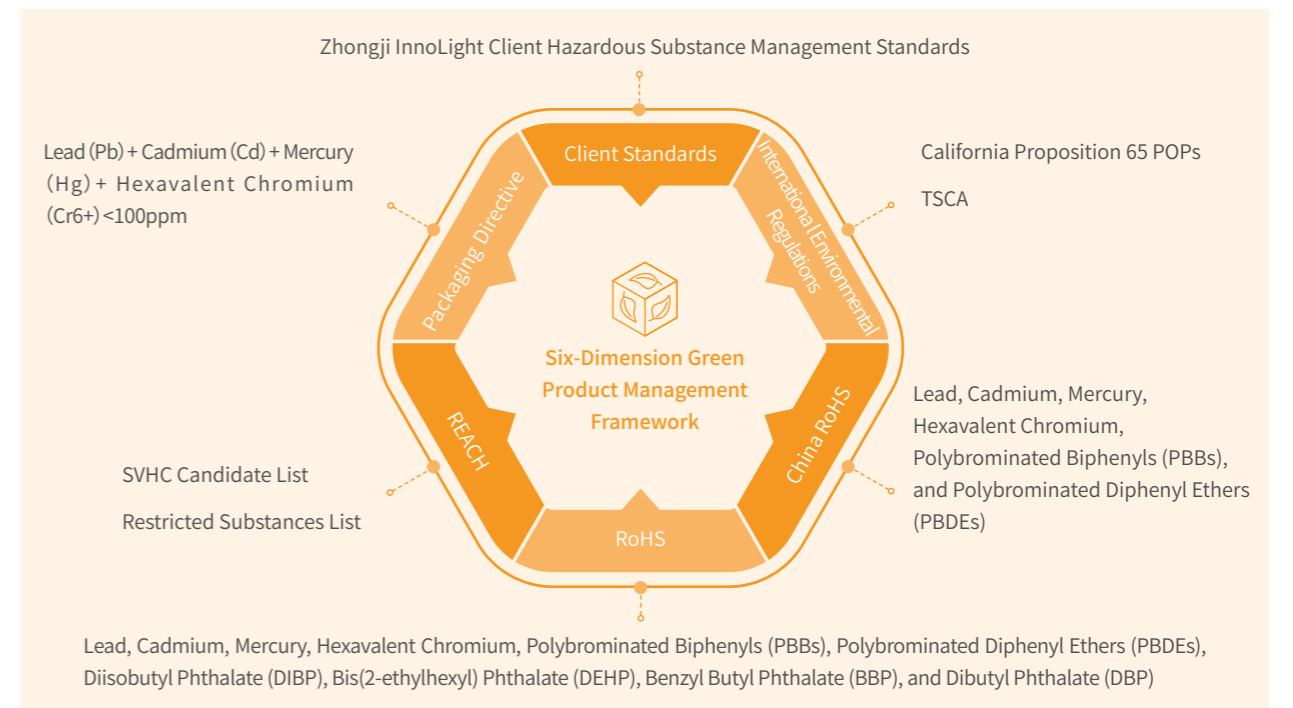 Zhongji InnoLight Client Hazardous Substance Management Standards
Client Standards
Lead (Pb) + Cadmium (Cd) + Mercury
(Hg) + Hexavalent Chromium
(Cr6+) <100ppm
Packaging Directive
International Environmental
Regulations
California Proposition 65 POPs
TSCA
Six-Dimension Green
Product Management
Framework
REACH
SVHC Candidate List
Restricted Substances List
China RoHS
Lead, Cadmium, Mercury,
Hexavalent Chromium,
Polybrominated Biphenyls (PBBs),
and Polybrominated Diphenyl Ethers
(PBDEs)
RoHS
Lead, Cadmium, Mercury, Hexavalent Chromium, Polybrominated Biphenyls (PBBs), Polybrominated Diphenyl Ethers (PBDEs),
Diisobutyl Phthalate (DIBP), Bis(2-ethylhexyl) Phthalate (DEHP), Benzyl Butyl Phthalate (BBP), and Dibutyl Phthalate (DBP)